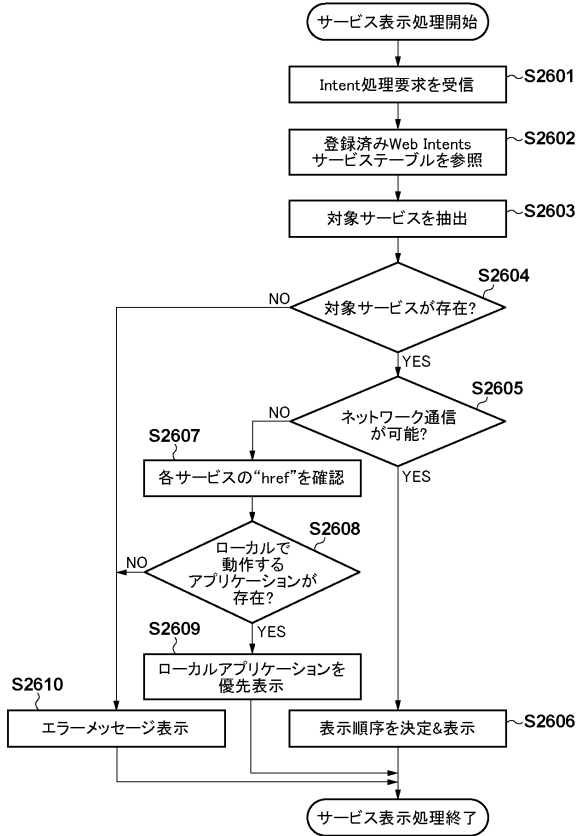 サービス表示処理開始
Intent処理要求を受信
S2601
登録済みWeb Intents
サービステーブルを参照
S2602
対象サービスを抽出
S2603
S2604
対象サービスが存在?
NO
YES
S2605
ネットワーク通信
が可能?
NO
YES
S2607
各サービスの“href”を確認
S2608
ローカルで
動作する
アプリケーションが
存在?
NO
YES
S2609
ローカルアプリケーションを
優先表示
S2610
エラーメッセージ表示
表示順序を決定&表示
S2606
サービス表示処理終了